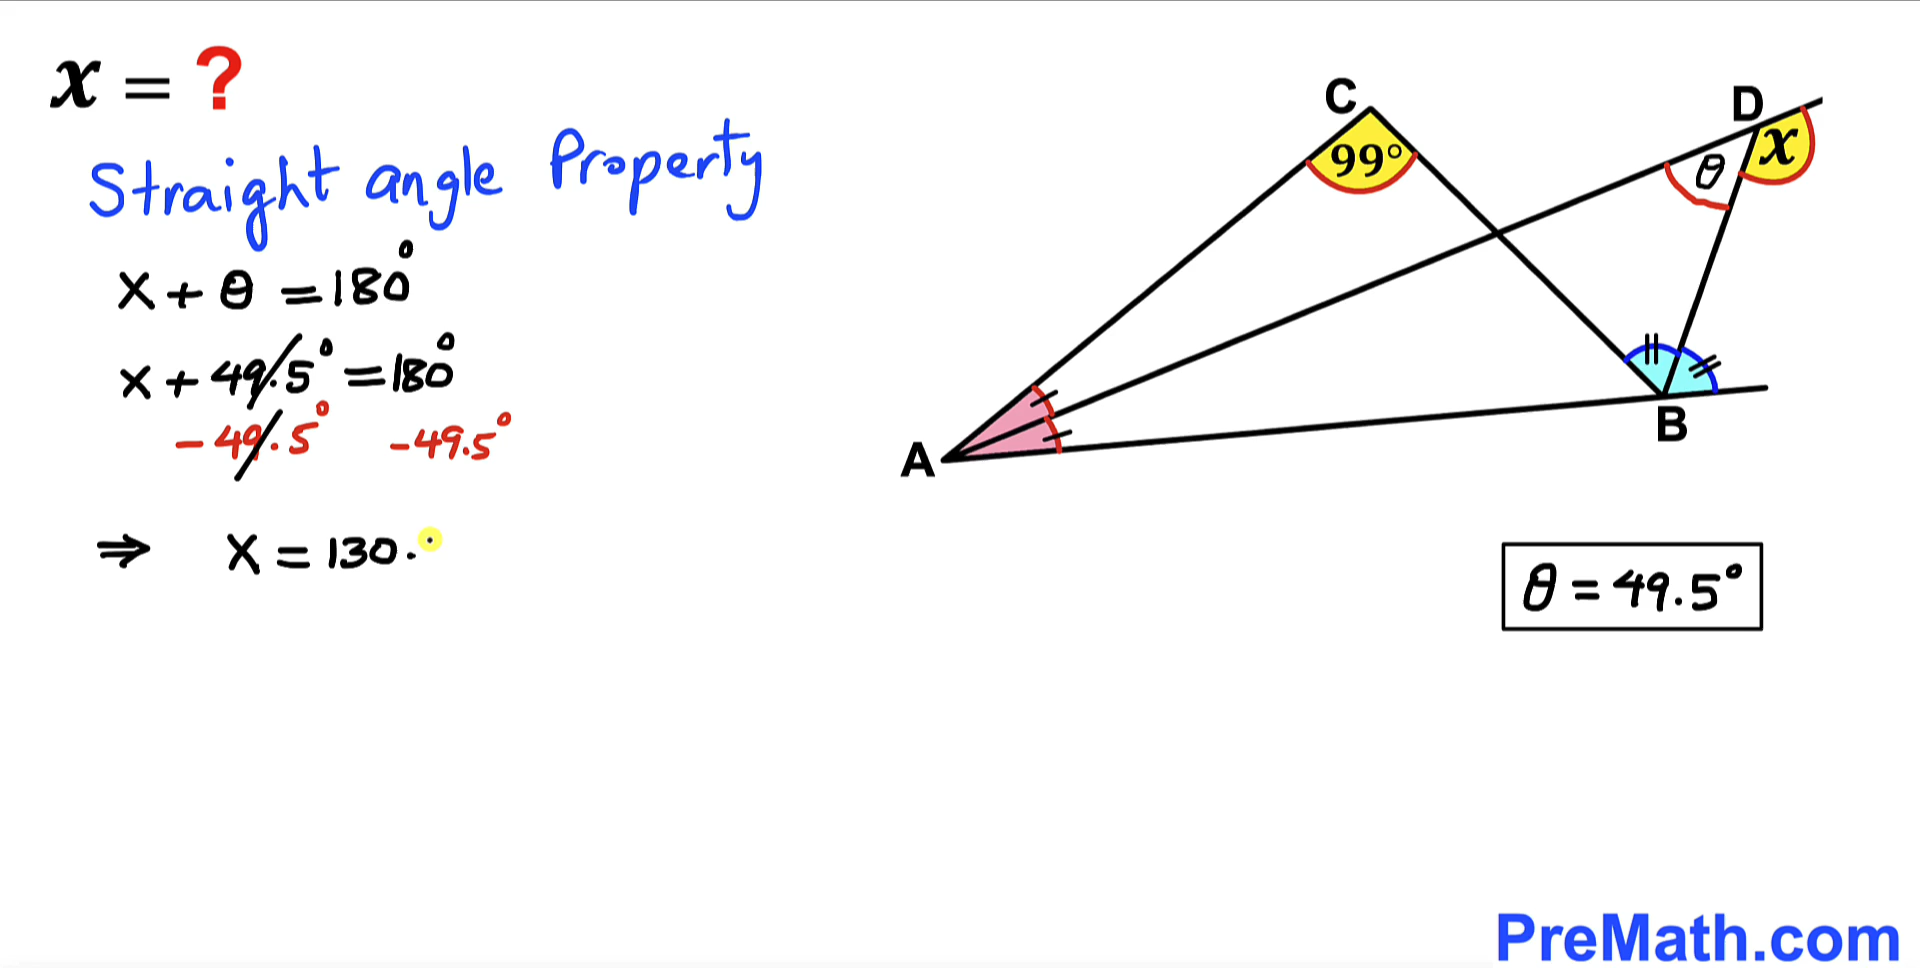 x = ?
Straight angle Property
x + θ = 180°
x + 49.5° = 180°
- 49.5° - 49.5°
⇒ x = 130.
C
99°
D
x
θ
A
B
θ = 49.5°
PreMath.com